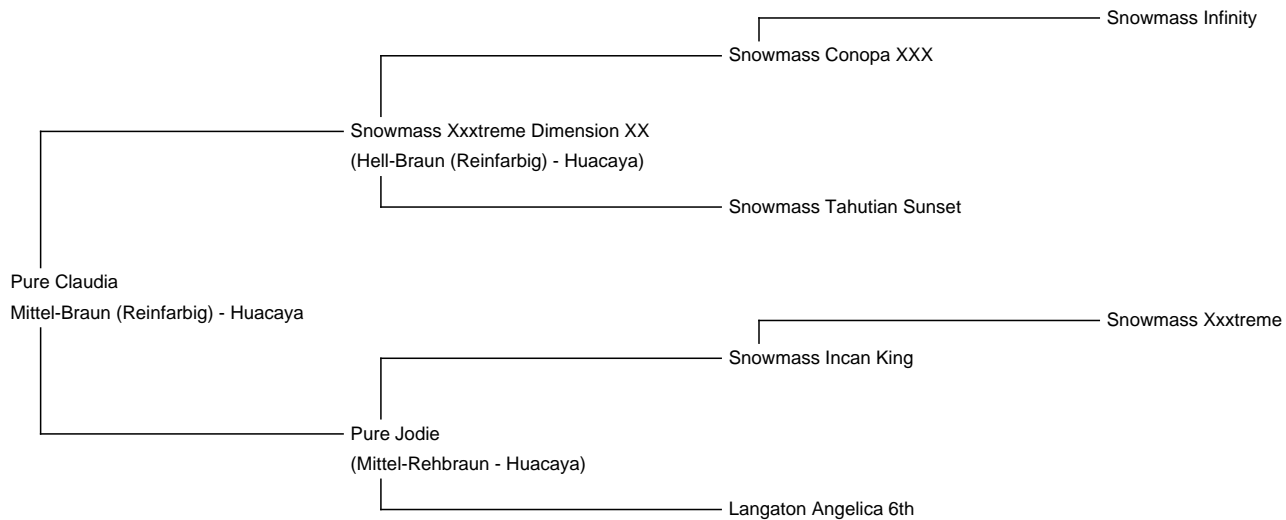 Snowmass Infinity
Snowmass Conopa XXX
Snowmass Xxxtreme Dimension XX
(Hell-Braun (Reinfarbig) - Huacaya)
Snowmass Tahutian Sunset
Pure Claudia
Mittel-Braun (Reinfarbig) - Huacaya
Snowmass Xxxtreme
Snowmass Incan King
Pure Jodie
(Mittel-Rehbraun - Huacaya)
Langaton Angelica 6th